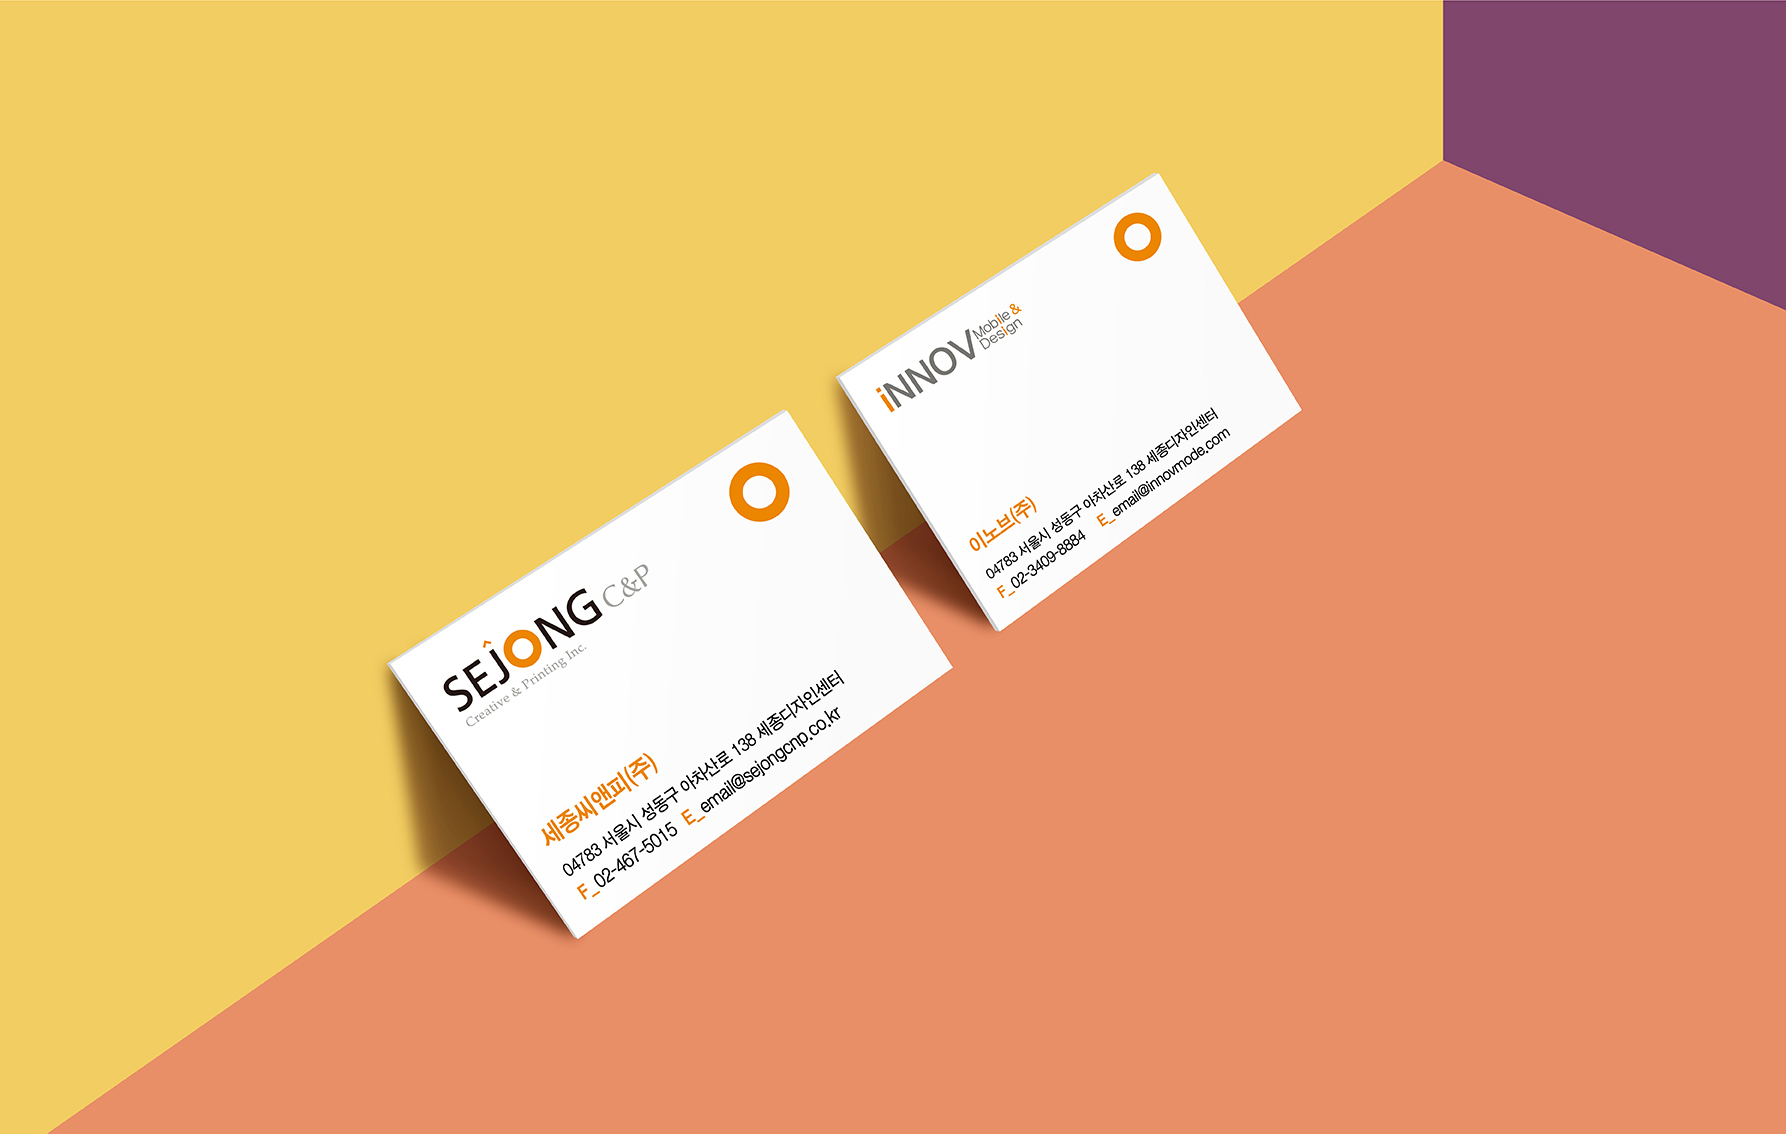 SEJONG C&P
Creative & Printing Inc.
세종씨앤피(주)
04783 서울시 성동구 아차산로 138 세종디자인센터
F_02-467-5015 E_email@sejongcnp.co.kr
iNNOV Mobile &
Design
이노브(주)
04783 서울시 성동구 아차산로 138 세종디자인센터
F_02-3409-8884 E_email@innovmode.com